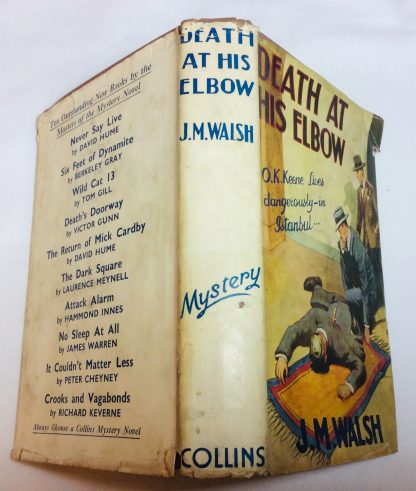 Ten Outstanding New Books by the
Masters of the Mystery Novel
Never Say Live
by DAVID HUME
Six Feet of Dynamite
by BERKELEY GRAY
Wild Cat 13
by TOM GILL
Death's Doorway
by VICTOR GUNN
The Return of Mick Cardby
by DAVID HUME
The Dark Square
by LAURENCE MEYNELL
Attack Alarm
by HAMMOND INNES
No Sleep At All
by JAMES WARREN
It Couldn't Matter Less
by PETER CHEYNEY
Crooks and Vagabonds
by RICHARD KEVERNE
Always Choose a Collins Mystery Novel
DEATH
AT HIS
ELBOW
J.M. WALSH
Mystery
COLLINS
DEATH AT
HIS ELBOW
O.K. Keene Lives
dangerously—in
Istanbul...
J.M. WALSH